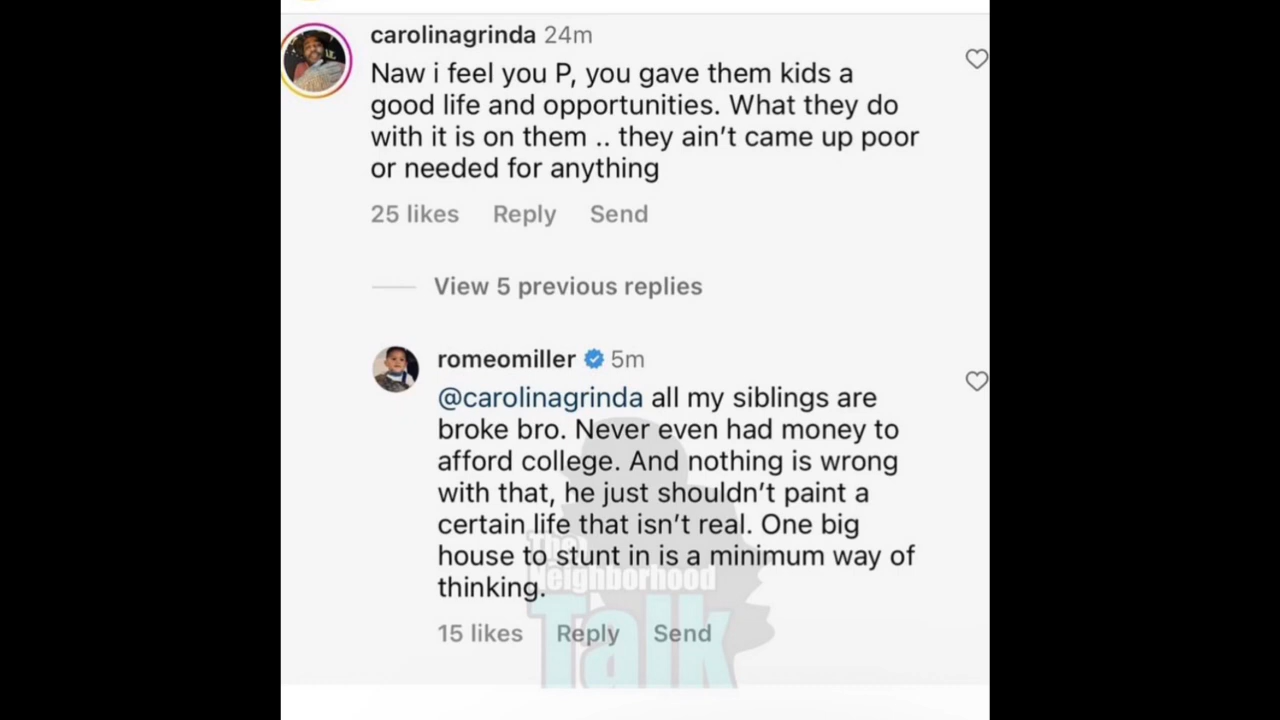 carolinagrinda 24m
Naw i feel you P, you gave them kids a
good life and opportunities. What they do
with it is on them .. they ain’t came up poor
or needed for anything
25 likes Reply Send
View 5 previous replies
romeomiller 5m
@carolinagrinda all my siblings are
broke bro. Never even had money to
afford college. And nothing is wrong
with that, he just shouldn’t paint a
certain life that isn’t real. One big
house to stunt in is a minimum way of
thinking.
The
Neighborhood
Talk
15 likes Reply Send